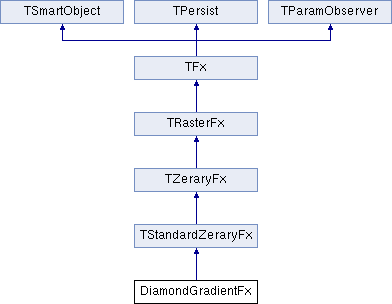 TSmartObject TPersist TParamObserver
TFx
TRasterFx
TZeraryFx
TStandardZeraryFx
DiamondGradientFx